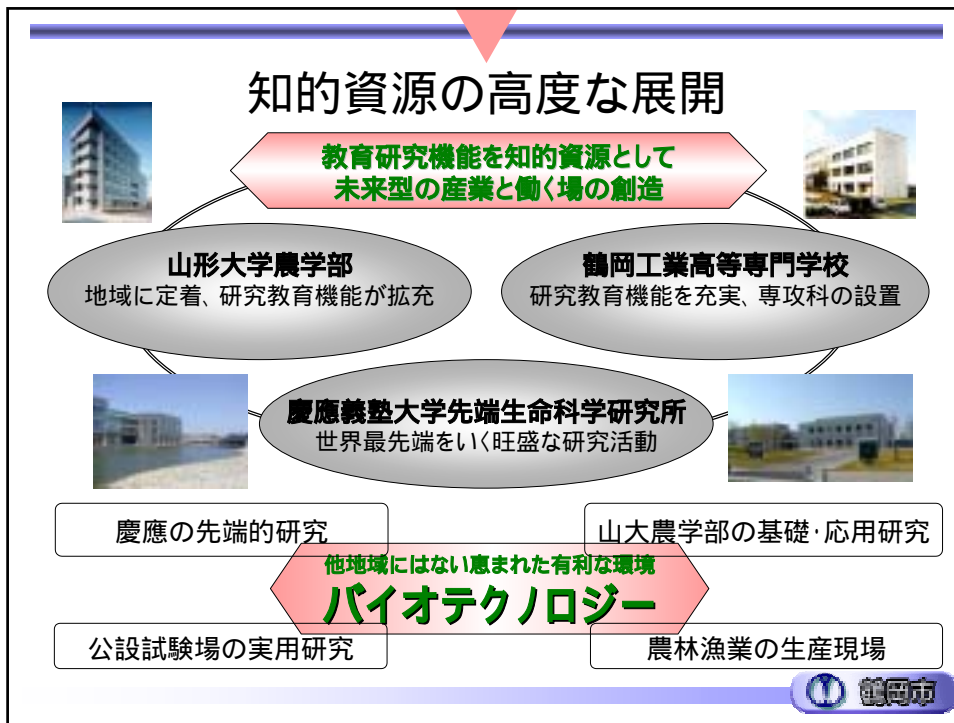 知的資源の高度な展開
教育研究機能を知的資源として
未来型の産業と働く場の創造
山形大学農学部
地域に定着、研究教育機能が拡充
鶴岡工業高等専門学校
研究教育機能を充実、専攻科の設置
慶應義塾大学先端生命科学研究所
世界最先端をいく旺盛な研究活動
慶應の先端的研究
山大農学部の基礎・応用研究
他地域にはない恵まれた有利な環境
バイオテクノロジー
公設試験場の実用研究
農林漁業の生産現場
鶴岡市